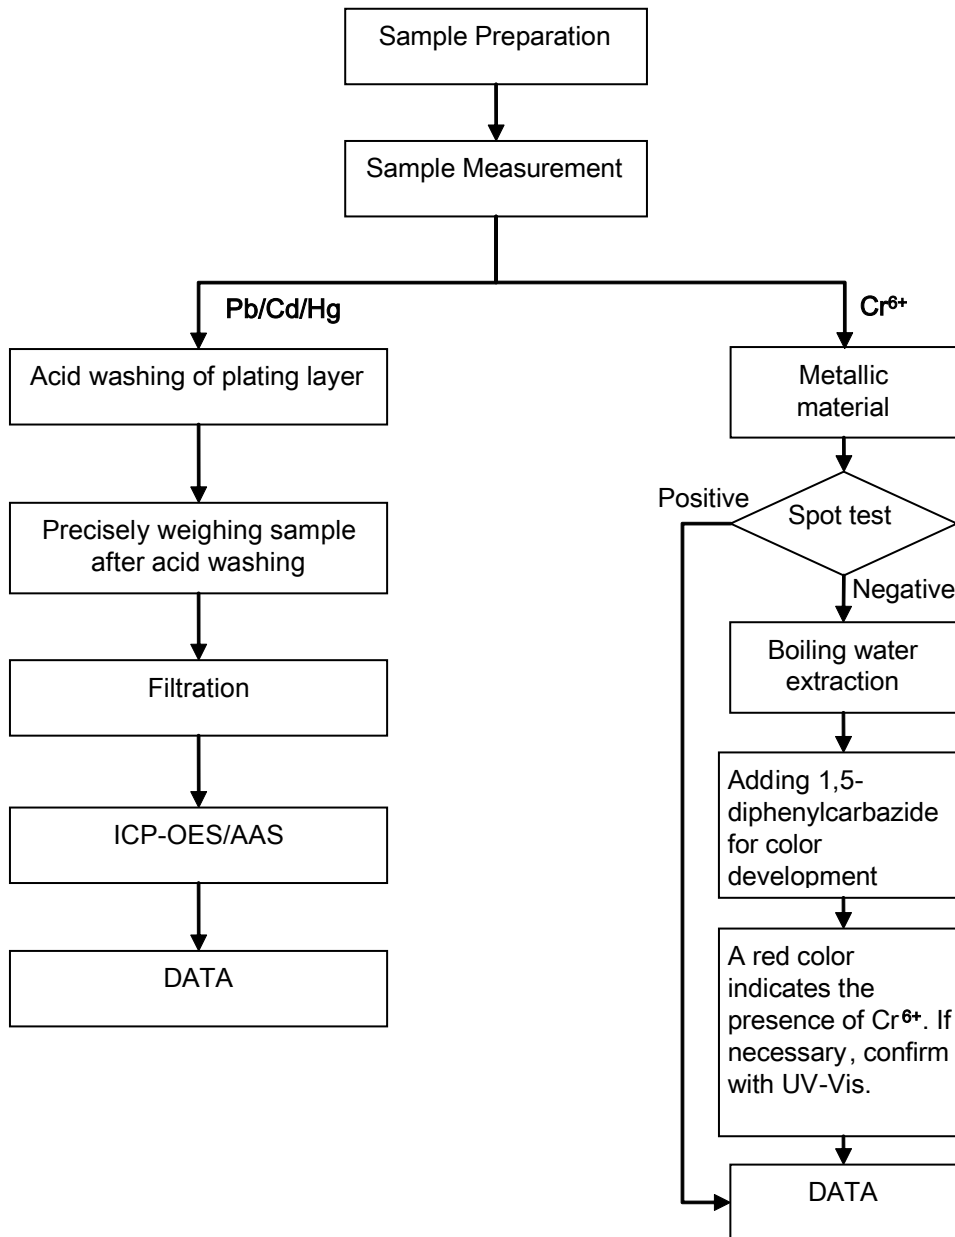 Sample Preparation
Sample Measurement
Pb/Cd/Hg
Acid washing of plating layer
Precisely weighing sample
after acid washing
Filtration
ICP-OES/AAS
DATA
Cr⁶⁺
Metallic
material
Spot test
Positive
Negative
Boiling water
extraction
Adding 1,5-
diphenylcarbazide
for color
development
A red color
indicates the
presence of Cr⁶⁺. If
necessary, confirm
with UV-Vis.
DATA